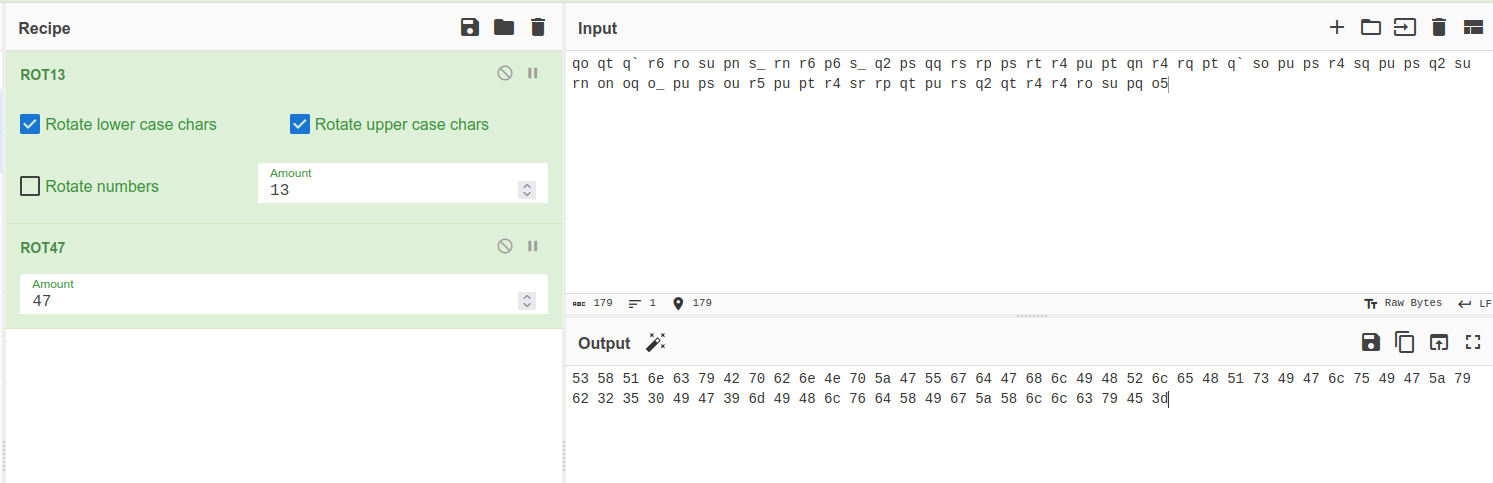 Recipe
ROT13
Rotate lower case chars
Rotate upper case chars
Rotate numbers
Amount
13
ROT47
Amount
47
Input
qo qt q` r6 ro su pn s_ rn r6 p6 s_ q2 ps qq rs rp ps rt r4 pu pt qn r4 rq pt q` so pu ps r4 sq pu ps q2 su
rn on oq o_ pu ps ou r5 pu pt r4 sr rp qt pu rs q2 qt r4 r4 ro su pq o5
ABC 179
1
179
Raw Bytes
LF
Output
53 58 51 6e 63 79 42 70 62 6e 4e 70 5a 47 55 67 64 47 68 6c 49 48 52 6c 65 48 51 73 49 47 6c 75 49 47 5a 79
62 32 35 30 49 47 39 6d 49 48 6c 76 64 58 49 67 5a 58 6c 6c 63 79 45 3d